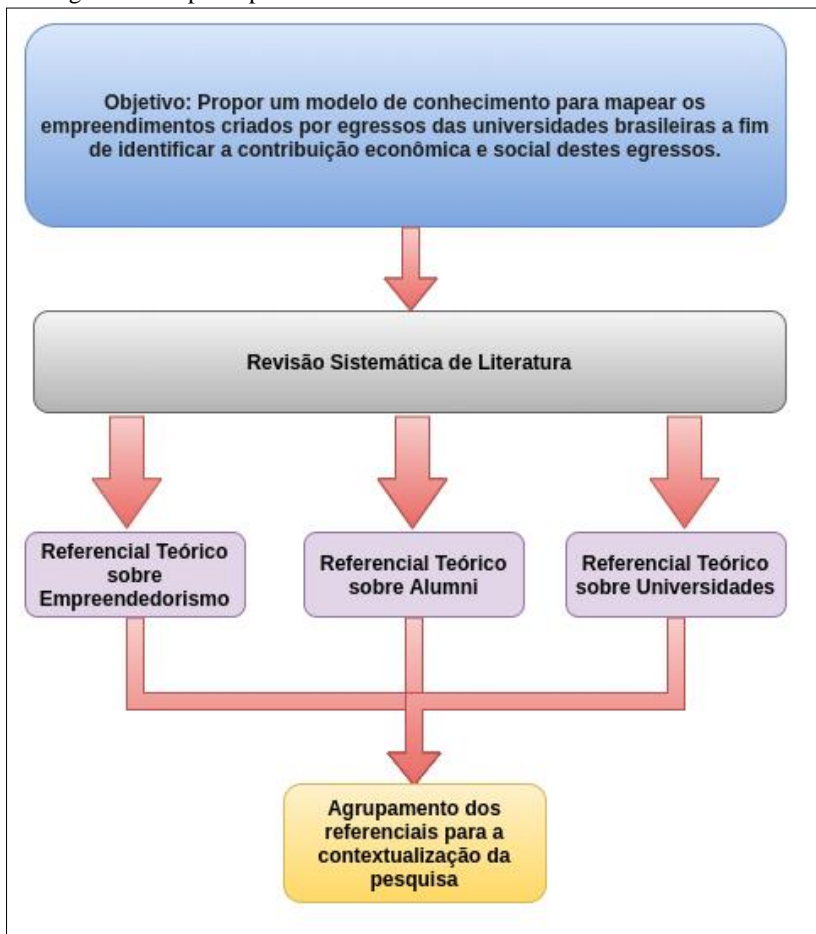 Objetivo: Propor um modelo de conhecimento para mapear os
empreendimentos criados por egressos das universidades brasileiras a fim
de identificar a contribuição econômica e social destes egressos.
Revisão Sistemática de Literatura
Referencial Teórico
sobre
Empreendedorismo
Referencial Teórico
sobre Alumni
Referencial Teórico
sobre Universidades
Agrupamento dos
referenciais para a
contextualização da
pesquisa